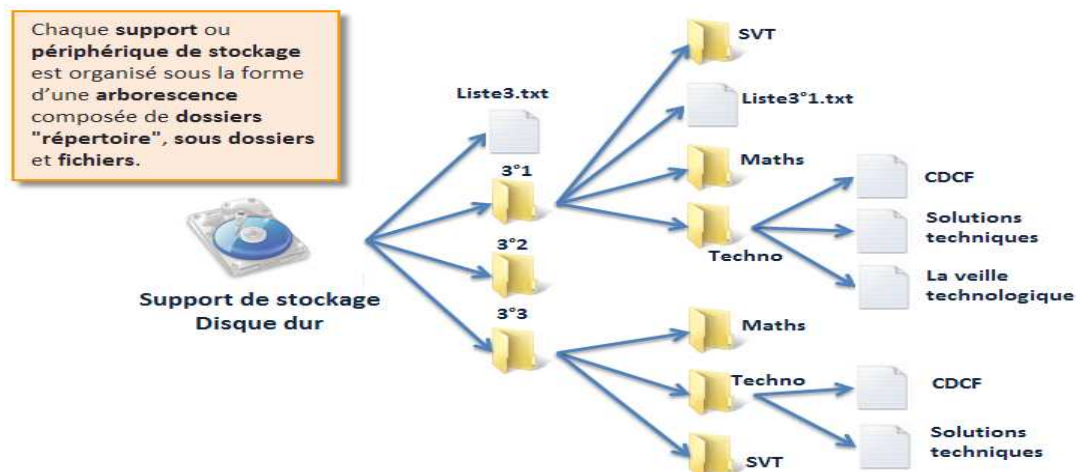 Chaque support ou
périphérique de stockage
est organisé sous la forme
d'une arborescence
composée de dossiers
"répertoire", sous dossiers
et fichiers.
Support de stockage
Disque dur
Liste3.txt
3°1
3°2
3°3
SVT
Liste3°1.txt
Maths
Techno
CDCF
Solutions
techniques
La veille
technologique
Maths
Techno
SVT
CDCF
Solutions
techniques